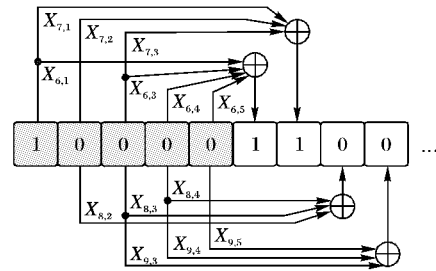 X7,1
X7,2
X7,3
X6,1
X6,3
X6,4
X6,5
1 0 0 0 0 1 1 0 0 ...
X8,4
X8,3
X8,2
X9,5
X9,4
X9,3